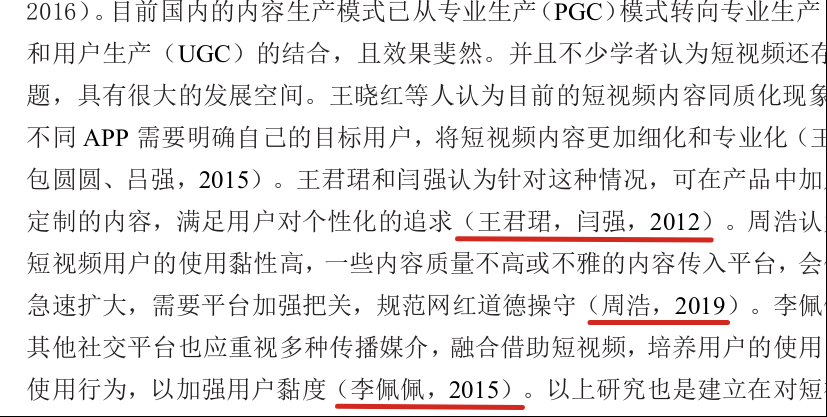 2016）。目前国内的内容生产模式已从专业生产（PGC）模式转向专业生产
和用户生产（UGC）的结合，且效果斐然。并且不少学者认为短视频还存
题，具有很大的发展空间。王晓红等人认为目前的短视频内容同质化现象
不同 APP 需要明确自己的目标用户，将短视频内容更加细化和专业化（王
包圆圆、吕强，2015）。王君珺和闫强认为针对这种情况，可在产品中加
定制的内容，满足用户对个性化的追求（王君珺，闫强，2012）。周浩认
短视频用户的使用黏性高，一些内容质量不高或不雅的内容传入平台，会
急速扩大，需要平台加强把关，规范网红道德操守（周浩，2019）。李佩
其他社交平台也应重视多种传播媒介，融合借助短视频，培养用户的使用
使用行为，以加强用户黏度（李佩佩，2015）。以上研究也是建立在对短